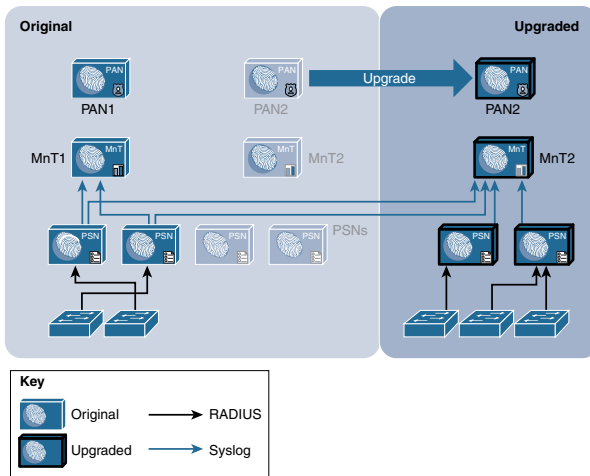 Original
Upgraded
PAN
PAN
Upgrade
PAN
PAN1
PAN2
PAN2
MnT1
MnT
MnT
MnT2
MnT
MnT2
PSN
PSN
PSN
PSN
PSNs
PSN
PSN
Key
Original
RADIUS
Upgraded
Syslog